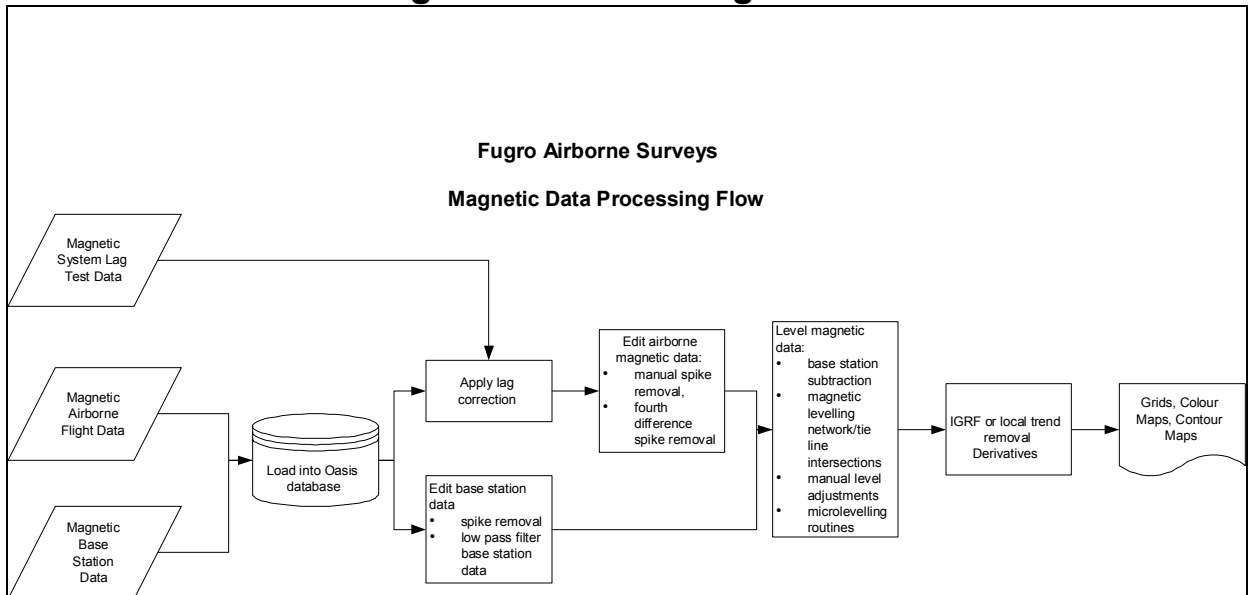 Fugro Airborne Surveys
Magnetic Data Processing Flow
Magnetic
System Lag
Test Data
Magnetic
Airborne
Flight Data
Magnetic
Base
Station
Data
Load into Oasis
database
Apply lag
correction
Edit base station
data
• spike removal
• low pass filter
base station
data
Edit airborne
magnetic data:
• manual spike
removal,
• fourth
difference
spike removal
Level magnetic
data:
• base station
subtraction
• magnetic
levelling
network/tie
line
intersections
• manual level
adjustments
• microlevelling
routines
IGRF or local trend
removal
Derivatives
Grids, Colour
Maps, Contour
Maps